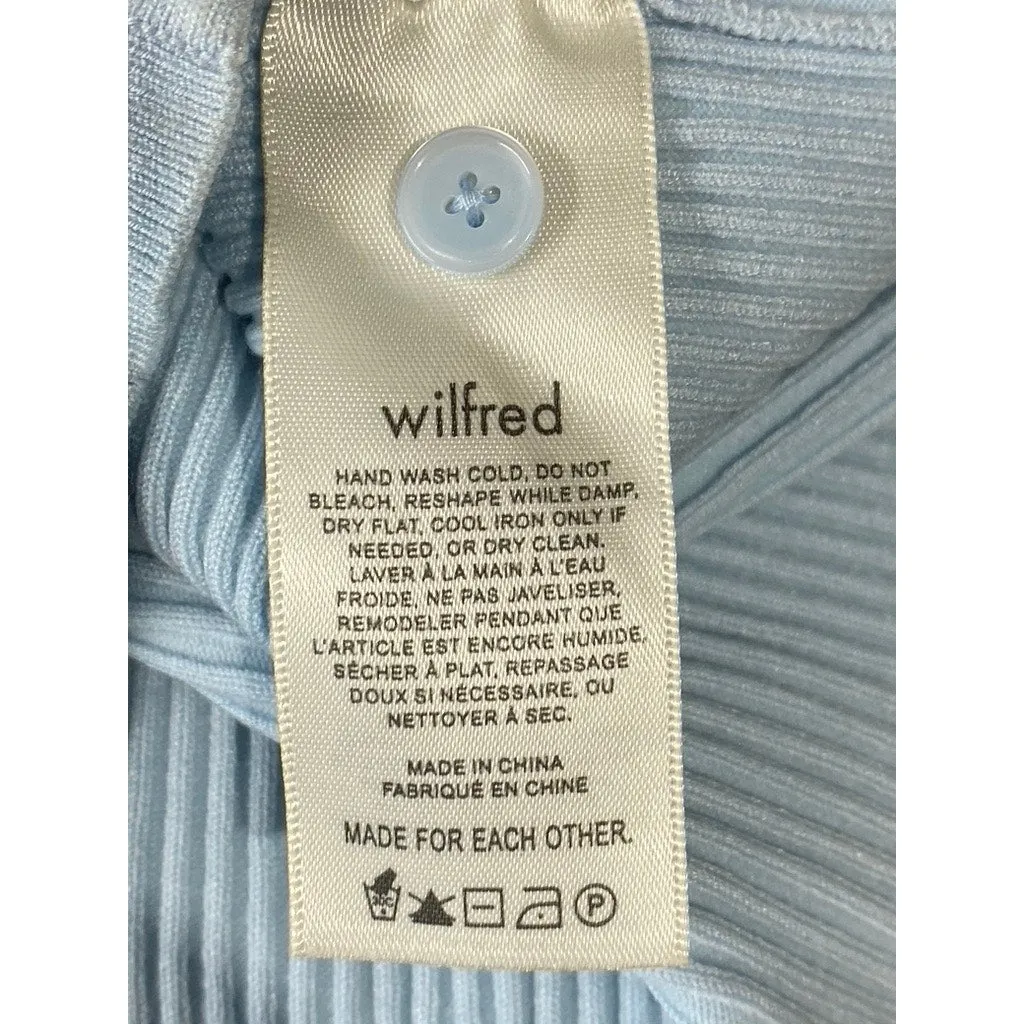 wilfred
HAND WASH COLD, DO NOT
BLEACH, RESHAPE WHILE DAMP,
DRY FLAT, COOL IRON ONLY IF
NEEDED, OR DRY CLEAN.
LAVER À LA MAIN À L'EAU
FROIDE, NE PAS JAVELISER,
REMODELER PENDANT QUE
L'ARTICLE EST ENCORE HUMIDE,
SÉCHER À PLAT, REPASSAGE
DOUX SI NÉCESSAIRE, OU
NETTOYER À SEC.
MADE IN CHINA
FABRIQUÉ EN CHINE
MADE FOR EACH OTHER.
30C P